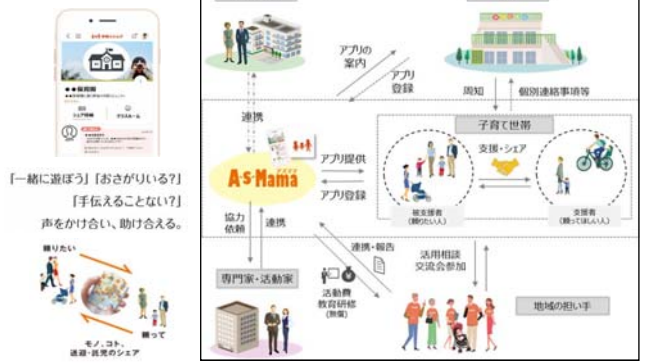 「一緒に遊ぼう」「おさがりいる?」
「手伝えることない?」
声をかけ合い、助け合える。
頼りたい
頼って
モノ、コト、
送迎・託児のシェア
アプリの
案内
アプリ
登録
周知
個別連絡事項等
連携
子育て世帯
支援・シェア
AsMama
アプリ提供
アプリ登録
被支援者
(頼りたい人)
支援者
(頼ってほしい人)
協力
依頼
連携
連携・報告
活用相談
交流会参加
専門家・活動家
活動費
教育研修
(無償)
地域の担い手